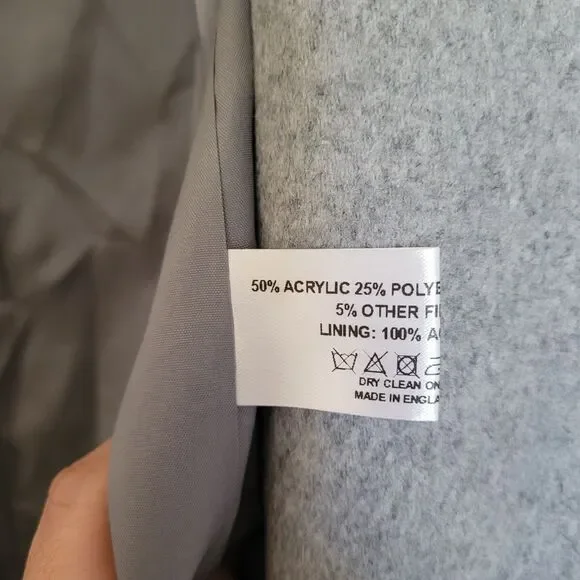 50% ACRYLIC 25% POLYE
5% OTHER FI
LINING: 100% A
DRY CLEAN ON
MADE IN ENGLA